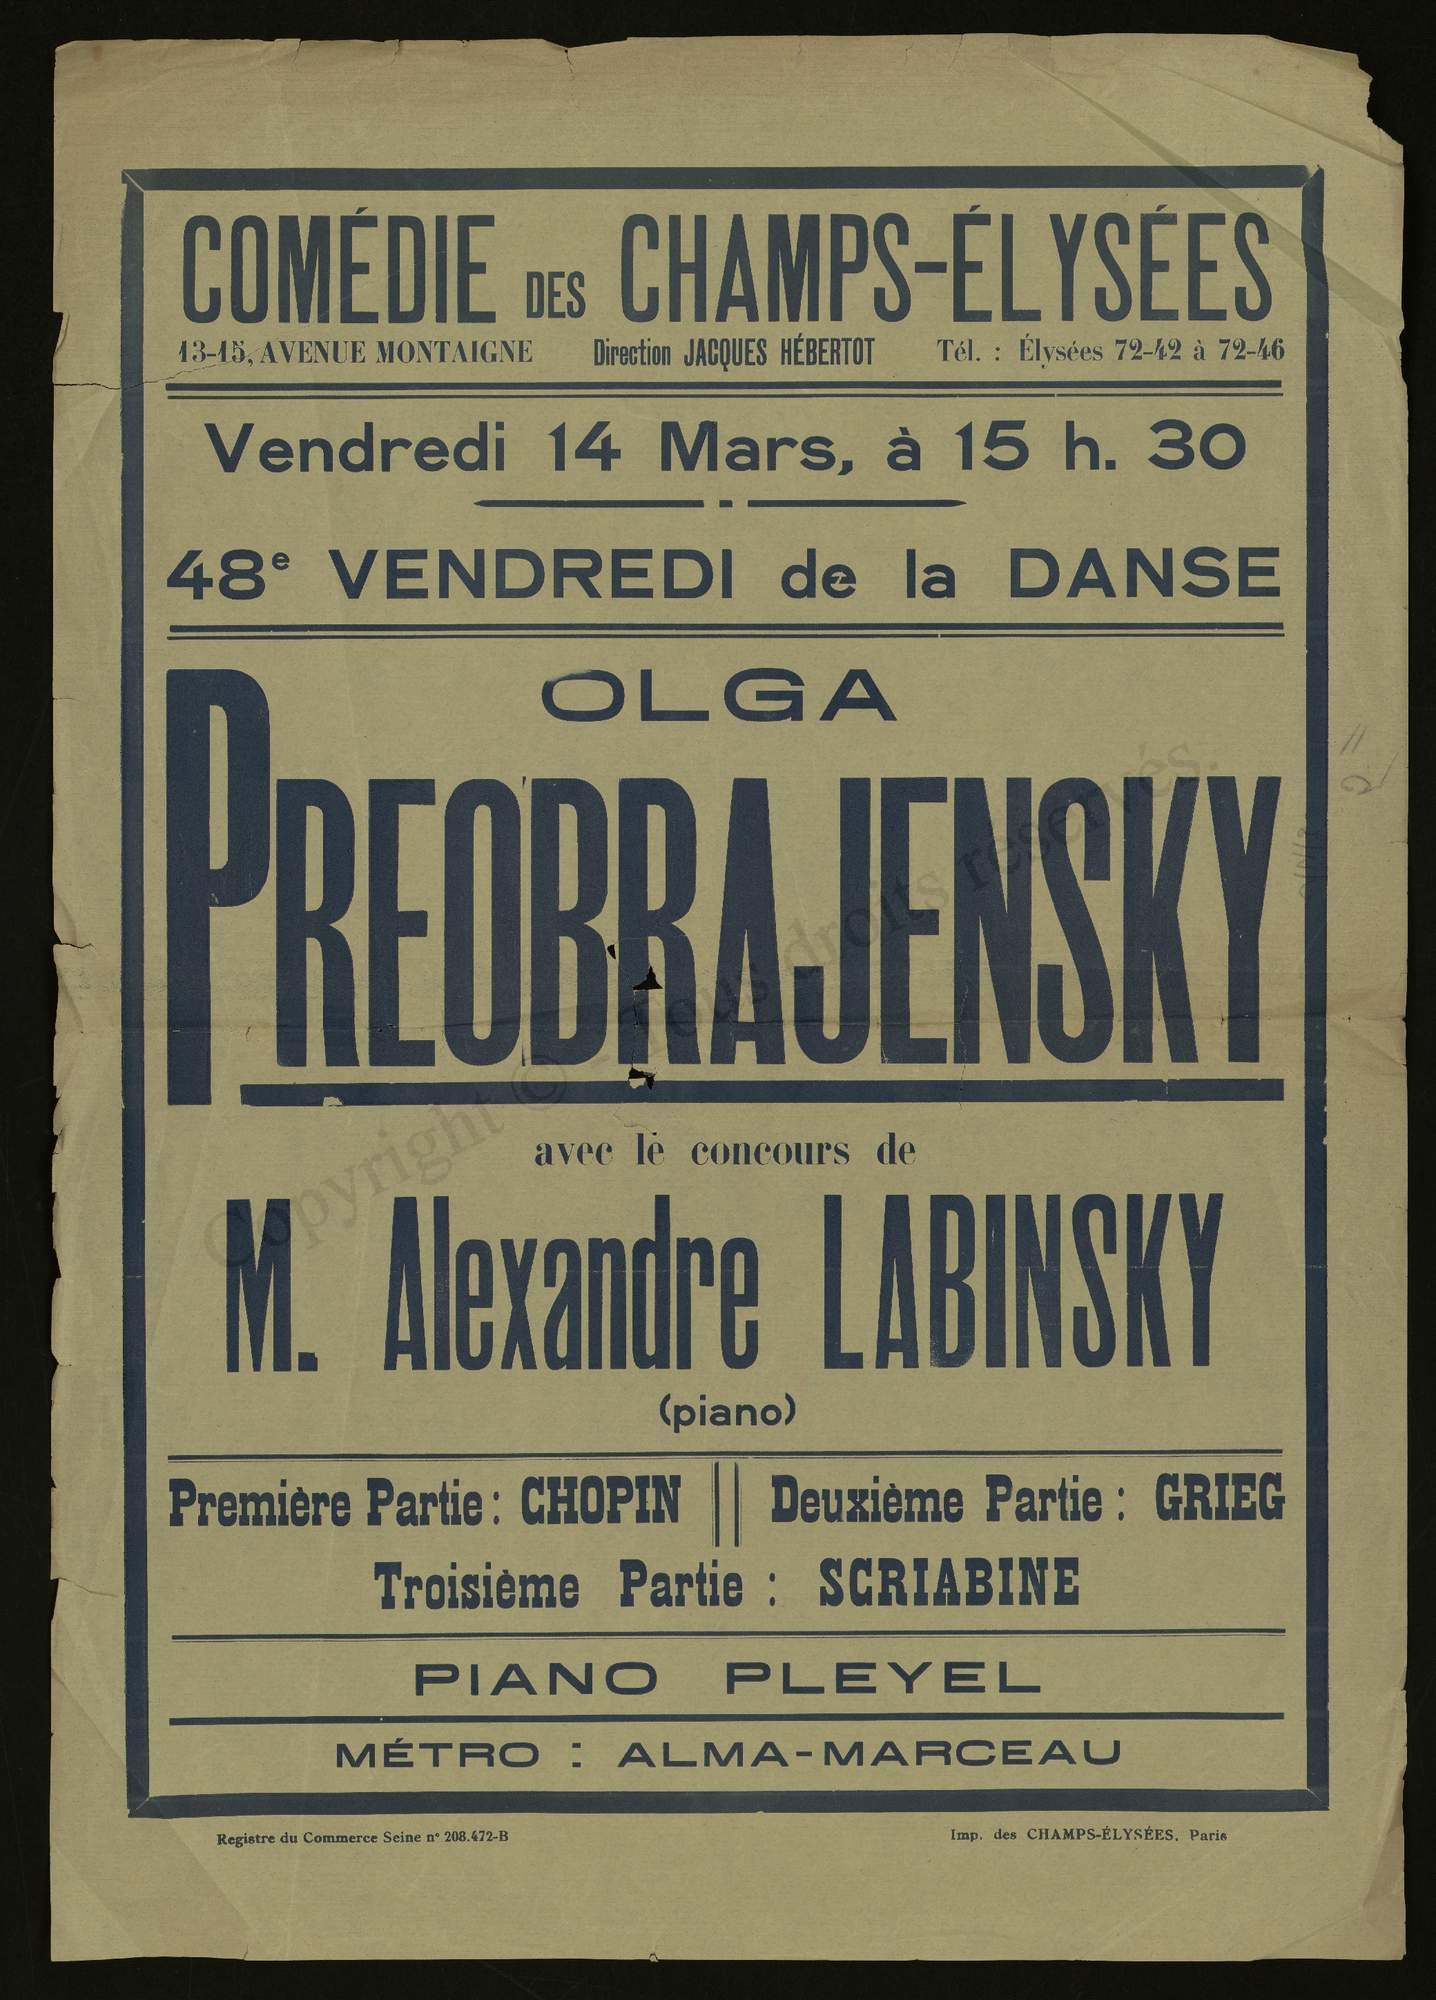 COMÉDIE DES CHAMPS-ÉLYSÉES
13-15, AVENUE MONTAIGNE Direction JACQUES HÉBERTOT Tél. : Élysées 72-42 à 72-46
Vendredi 14 Mars, à 15 h. 30
48e VENDREDI de la DANSE
OLGA
PREOBRAJENSKY
avec le concours de
M. Alexandre LABINSKY
(piano)
Première Partie : CHOPIN Deuxième Partie : GRIEG
Troisième Partie : SCRIABINE
PIANO PLEYEL
MÉTRO : ALMA-MARCEAU
Registre du Commerce Seine n° 208.472-B Imp. des CHAMPS-ÉLYSÉES, Paris
Copyright © - Tous droits réservés.